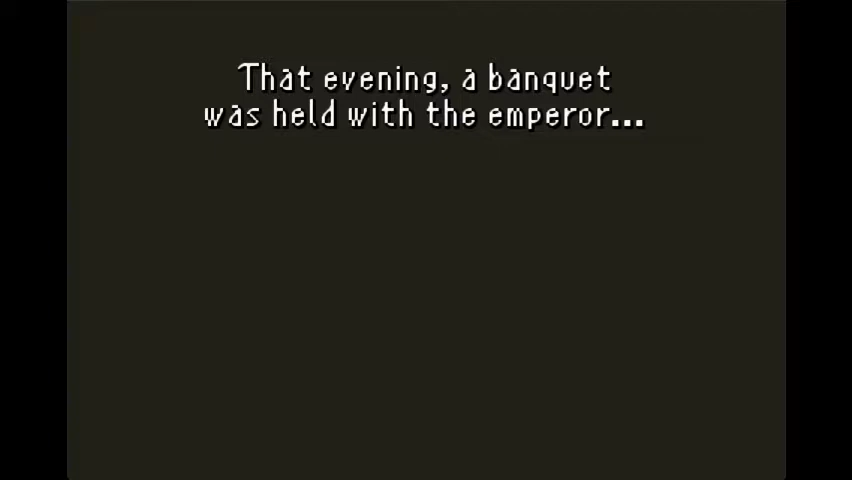 That evening, a banquet
was held with the emperor...